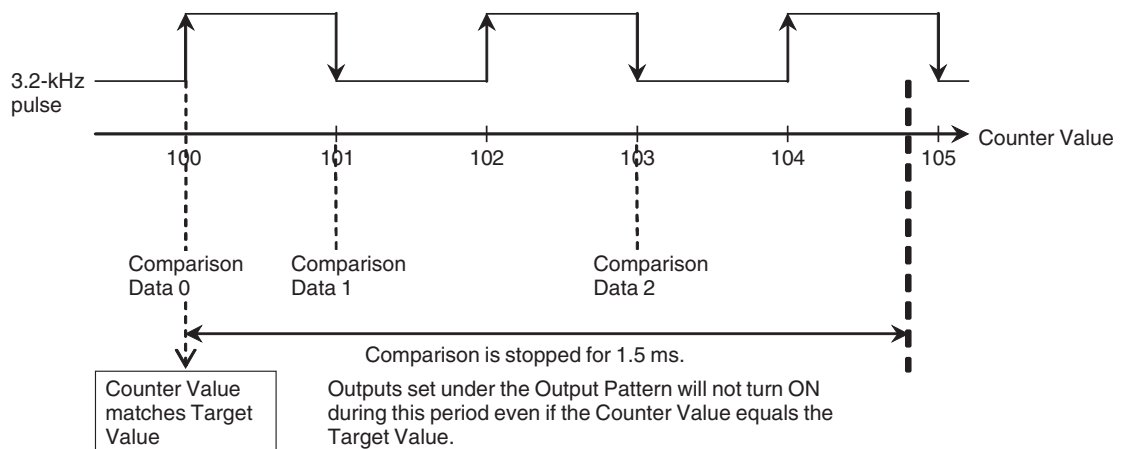 3.2-kHz
pulse
Counter Value
100 101 102 103 104 105
Comparison
Data 0
Comparison
Data 1
Comparison
Data 2
Comparison is stopped for 1.5 ms.
Counter Value
matches Target
Value
Outputs set under the Output Pattern will not turn ON
during this period even if the Counter Value equals the
Target Value.